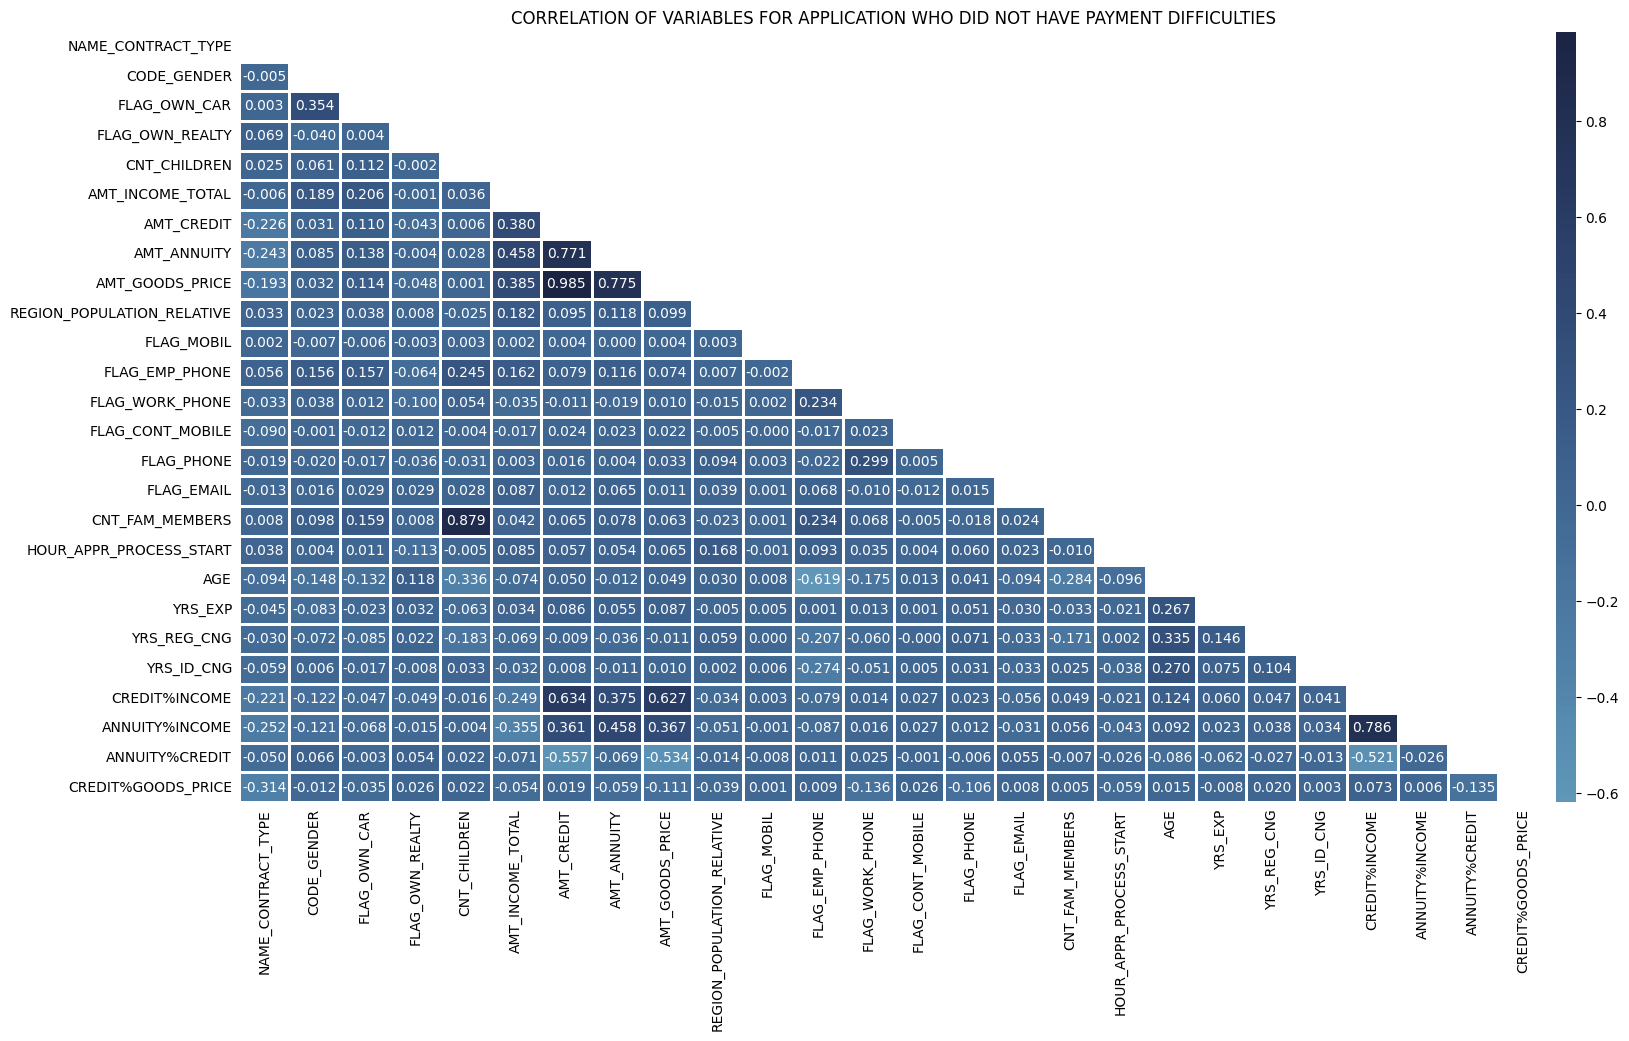 CORRELATION OF VARIABLES FOR APPLICATION WHO DID NOT HAVE PAYMENT DIFFICULTIES
NAME_CONTRACT_TYPE
CODE_GENDER -0.005
FLAG_OWN_CAR 0.003 0.354
FLAG_OWN_REALTY 0.069 -0.040 0.004
CNT_CHILDREN 0.025 0.061 0.112 -0.002
AMT_INCOME_TOTAL -0.006 0.189 0.206 -0.001 0.036
AMT_CREDIT -0.226 0.031 0.110 -0.043 0.006 0.380
AMT_ANNUITY -0.243 0.085 0.138 -0.004 0.028 0.458 0.771
AMT_GOODS_PRICE -0.193 0.032 0.114 -0.048 0.001 0.385 0.985 0.775
REGION_POPULATION_RELATIVE 0.033 0.023 0.038 0.008 -0.025 0.182 0.095 0.118 0.099
FLAG_MOBIL 0.002 -0.007 -0.006 -0.003 0.003 0.002 0.004 0.000 0.004 0.003
FLAG_EMP_PHONE 0.056 0.156 0.157 -0.064 0.245 0.162 0.079 0.116 0.074 0.007 -0.002
FLAG_WORK_PHONE -0.033 0.038 0.012 -0.100 0.054 -0.035 -0.011 -0.019 0.010 -0.015 0.002 0.234
FLAG_CONT_MOBILE -0.090 -0.001 -0.012 0.012 -0.004 -0.017 0.024 0.023 0.022 -0.005 -0.000 -0.017 0.023
FLAG_PHONE -0.019 -0.020 -0.017 -0.036 -0.031 0.003 0.016 0.004 0.033 0.094 0.003 -0.022 0.299 0.005
FLAG_EMAIL -0.013 0.016 0.029 0.029 0.028 0.087 0.012 0.065 0.011 0.039 0.001 0.068 -0.010 -0.012 0.015
CNT_FAM_MEMBERS 0.008 0.098 0.159 0.008 0.879 0.042 0.065 0.078 0.063 -0.023 0.001 0.234 0.068 -0.005 -0.018 0.024
HOUR_APPR_PROCESS_START 0.038 0.004 0.011 -0.113 -0.005 0.085 0.057 0.054 0.065 0.168 -0.001 0.093 0.035 0.004 0.060 0.023 -0.010
AGE -0.094 -0.148 -0.132 0.118 -0.336 -0.074 0.050 -0.012 0.049 0.030 0.008 -0.619 -0.175 0.013 0.041 -0.094 -0.284 -0.096
YRS_EXP -0.045 -0.083 -0.023 0.032 -0.063 0.034 0.086 0.055 0.087 -0.005 0.005 0.001 0.013 0.001 0.051 -0.030 -0.033 -0.021 0.267
YRS_REG_CNG -0.030 -0.072 -0.085 0.022 -0.183 -0.069 -0.009 -0.036 -0.011 0.059 0.000 -0.207 -0.060 -0.000 0.071 -0.033 -0.171 0.002 0.335 0.146
YRS_ID_CNG -0.059 0.006 -0.017 -0.008 0.033 -0.032 0.008 -0.011 0.010 0.002 0.006 -0.274 -0.051 0.005 0.031 -0.033 0.025 -0.038 0.270 0.075 0.104
CREDIT%INCOME -0.221 -0.122 -0.047 -0.049 -0.016 -0.249 0.634 0.375 0.627 -0.034 0.003 -0.079 0.014 0.027 0.023 -0.056 0.049 -0.021 0.124 0.060 0.047 0.041
ANNUITY%INCOME -0.252 -0.121 -0.068 -0.015 -0.004 -0.355 0.361 0.458 0.367 -0.051 0.001 -0.087 0.016 0.027 0.012 -0.031 0.056 -0.043 0.092 0.023 0.038 0.034 0.786
ANNUITY%CREDIT -0.050 0.066 -0.003 0.054 0.022 -0.071 -0.557 -0.069 -0.534 -0.014 -0.008 0.011 0.025 -0.001 -0.006 0.055 -0.007 -0.026 -0.086 -0.062 -0.027 -0.013 -0.521 -0.026
CREDIT%GOODS_PRICE -0.314 -0.012 -0.035 0.026 0.022 -0.054 0.019 -0.059 -0.111 -0.039 0.001 0.009 -0.136 0.026 -0.106 0.008 0.005 -0.059 0.015 -0.008 0.020 0.003 0.073 0.006 -0.135
NAME_CONTRACT_TYPE
CODE_GENDER
FLAG_OWN_CAR
FLAG_OWN_REALTY
CNT_CHILDREN
AMT_INCOME_TOTAL
AMT_CREDIT
AMT_ANNUITY
AMT_GOODS_PRICE
REGION_POPULATION_RELATIVE
FLAG_MOBIL
FLAG_EMP_PHONE
FLAG_WORK_PHONE
FLAG_CONT_MOBILE
FLAG_PHONE
FLAG_EMAIL
CNT_FAM_MEMBERS
HOUR_APPR_PROCESS_START
AGE
YRS_EXP
YRS_REG_CNG
YRS_ID_CNG
CREDIT%INCOME
ANNUITY%INCOME
ANNUITY%CREDIT
CREDIT%GOODS_PRICE
0.8
0.6
0.4
0.2
0.0
−0.2
−0.4
−0.6